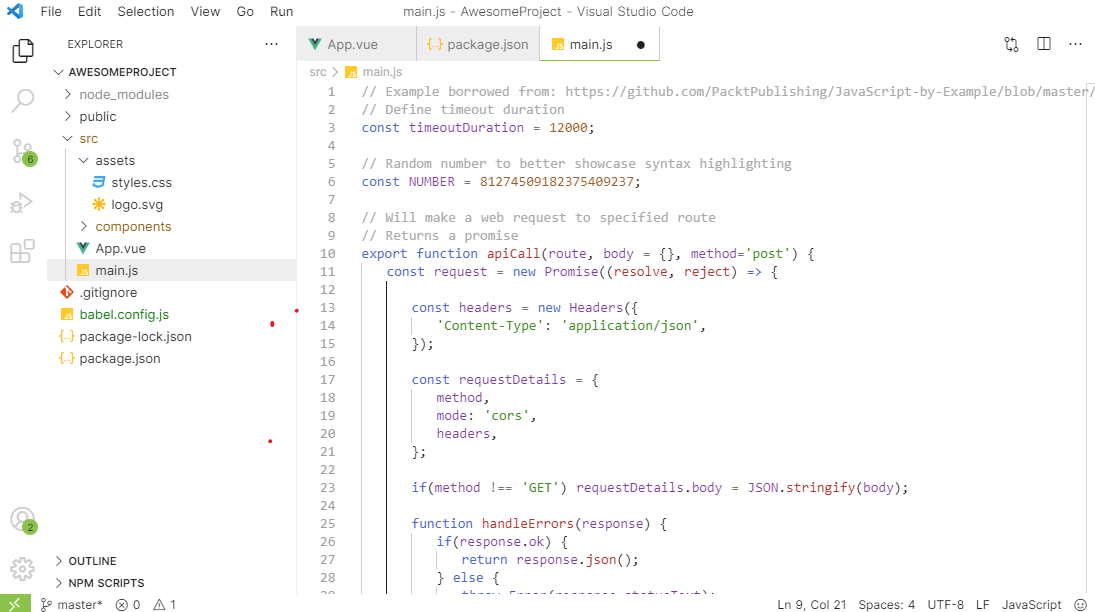 File Edit Selection View Go Run main.js - AwesomeProject - Visual Studio Code
EXPLORER
AWESOMEPROJECT
node_modules
public
src
assets
styles.css
logo.svg
components
App.vue
main.js
.gitignore
babel.config.js
package-lock.json
package.json
OUTLINE
NPM SCRIPTS
6
2
App.vue package.json main.js
src > main.js
1 // Example borrowed from: https://github.com/PacktPublishing/JavaScript-by-Example/blob/master/
2 // Define timeout duration
3 const timeoutDuration = 12000;
4
5 // Random number to better showcase syntax highlighting
6 const NUMBER = 81274509182375409237;
7
8 // Will make a web request to specified route
9 // Returns a promise
10 export function apiCall(route, body = {}, method='post') {
11 const request = new Promise((resolve, reject) => {
12
13 const headers = new Headers({
14 'Content-Type': 'application/json',
15 });
16
17 const requestDetails = {
18 method,
19 mode: 'cors',
20 headers,
21 };
22
23 if(method !== 'GET') requestDetails.body = JSON.stringify(body);
24
25 function handleErrors(response) {
26 if(response.ok) {
27 return response.json();
28 } else {
29 throw Error(response.statusText);
master* 0 1 Ln 9, Col 21 Spaces: 4 UTF-8 LF JavaScript